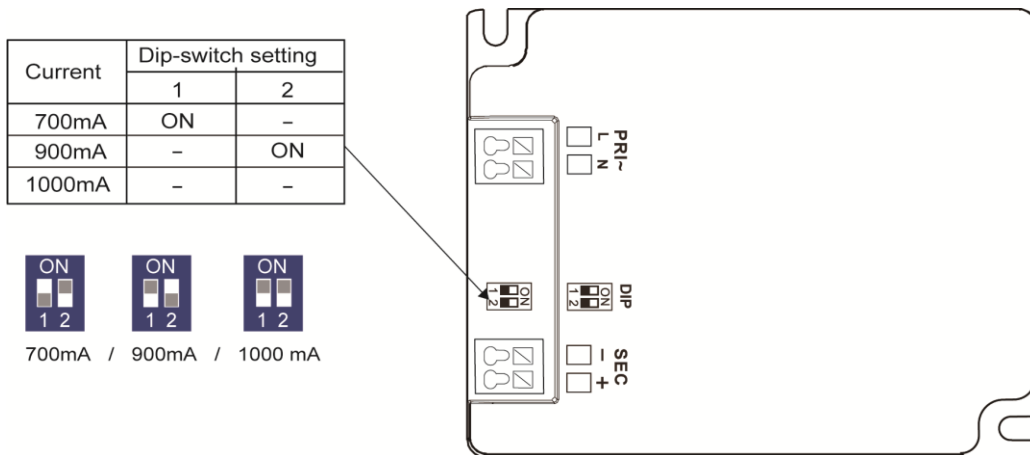 Current Dip-switch setting
1 2
700mA ON –
900mA – ON
1000mA – –
ON ON ON
1 2 1 2 1 2
700mA / 900mA / 1000 mA
PRI~
L
N
ON
1 2
ON
1 2
DIP
SEC
–
+